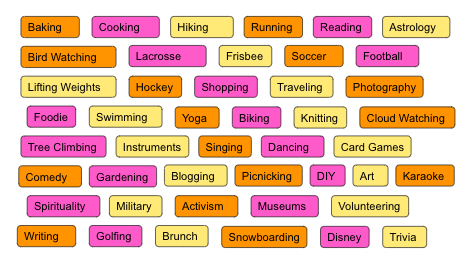 Baking Cooking Hiking Running Reading Astrology
Bird Watching Lacrosse Frisbee Soccer Football
Lifting Weights Hockey Shopping Traveling Photography
Foodie Swimming Yoga Biking Knitting Cloud Watching
Tree Climbing Instruments Singing Dancing Card Games
Comedy Gardening Blogging Picnicking DIY Art Karaoke
Spirituality Military Activism Museums Volunteering
Writing Golfing Brunch Snowboarding Disney Trivia